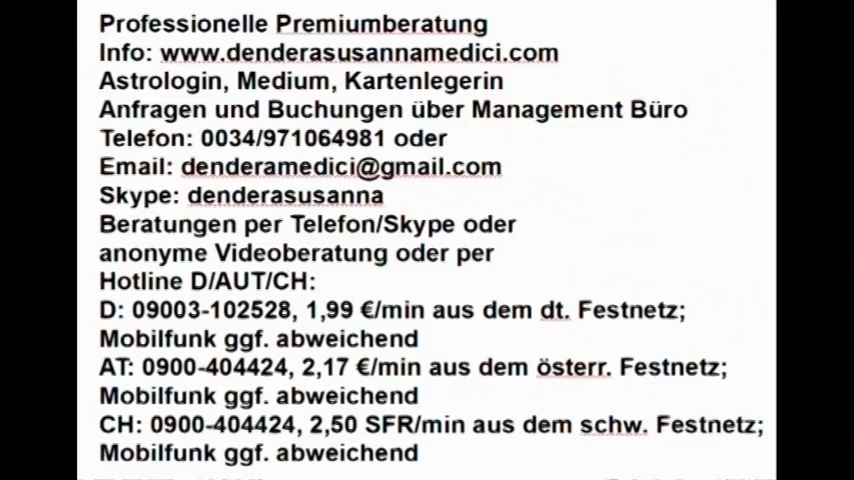 Professionelle Premiumberatung
Info: www.denderasusannamedici.com
Astrologin, Medium, Kartenlegerin
Anfragen und Buchungen über Management Büro
Telefon: 0034/971064981 oder
Email: denderamedici@gmail.com
Skype: denderasusanna
Beratungen per Telefon/Skype oder
anonyme Videoberatung oder per
Hotline D/AUT/CH:
D: 09003-102528, 1,99 €/min aus dem dt. Festnetz;
Mobilfunk ggf. abweichend
AT: 0900-404424, 2,17 €/min aus dem österr. Festnetz;
Mobilfunk ggf. abweichend
CH: 0900-404424, 2,50 SFR/min aus dem schw. Festnetz;
Mobilfunk ggf. abweichend